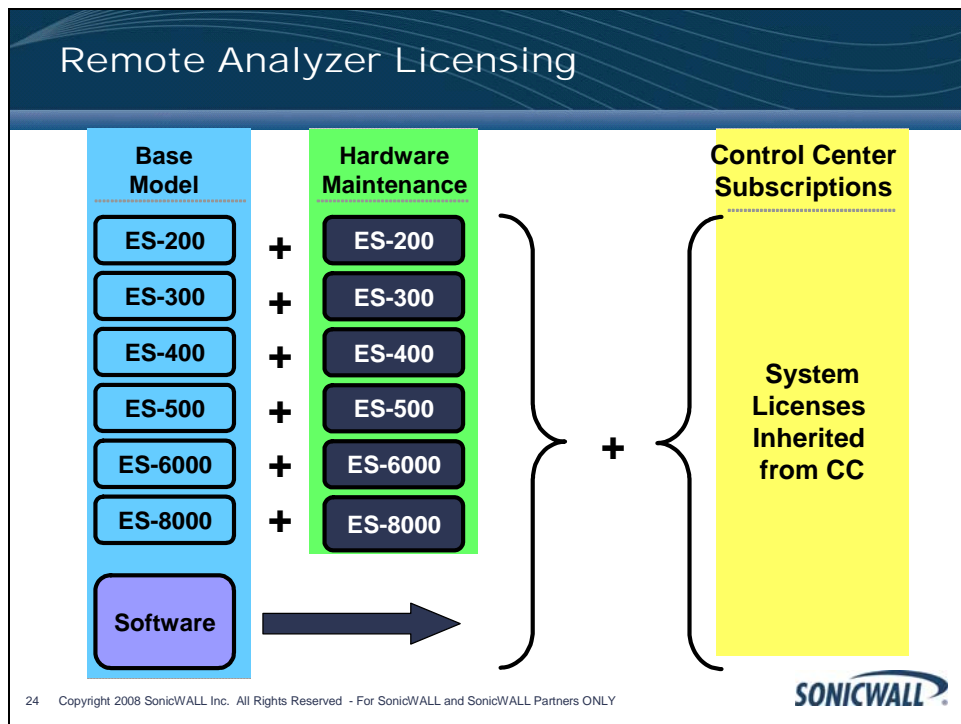 Remote Analyzer Licensing
Base
Model
Hardware
Maintenance
Control Center
Subscriptions
ES-200
+
ES-200
ES-300
+
ES-300
ES-400
+
ES-400
ES-500
+
ES-500
ES-6000
+
ES-6000
ES-8000
+
ES-8000
Software
+
System
Licenses
Inherited
from CC
24 Copyright 2008 SonicWALL Inc. All Rights Reserved - For SonicWALL and SonicWALL Partners ONLY
SONICWALL